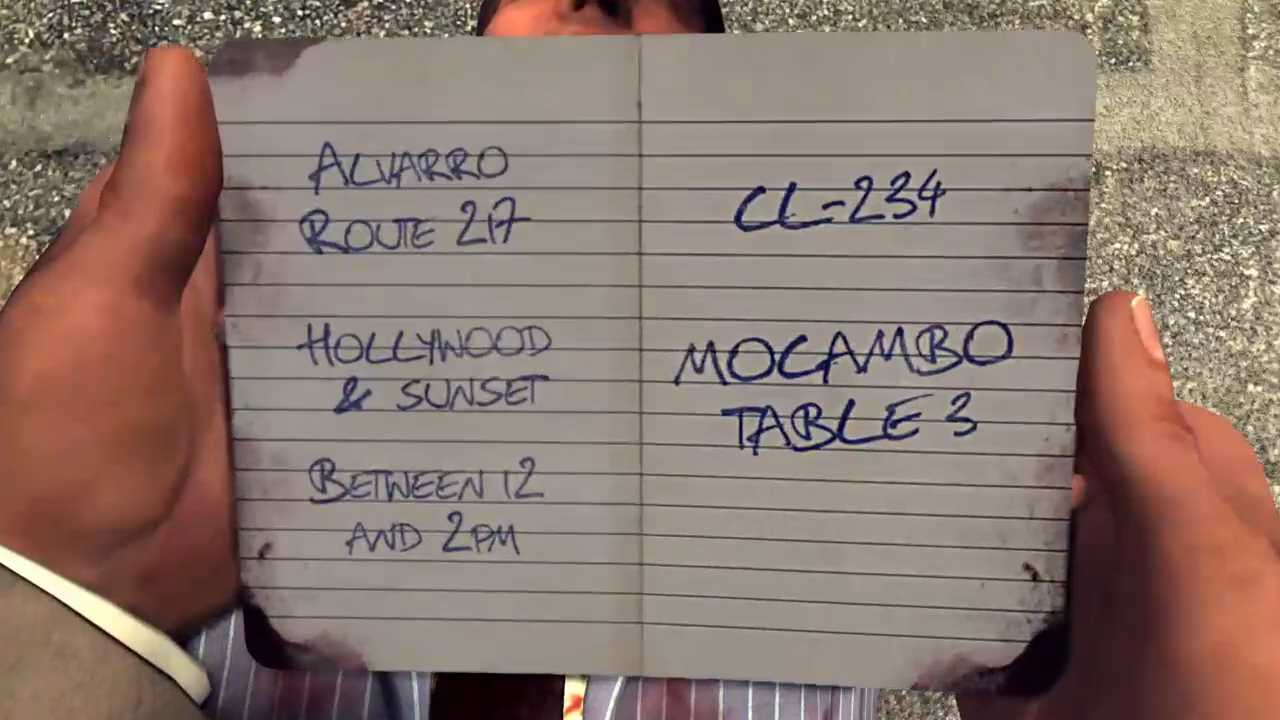 ALVARRO
ROUTE 217
HOLLYWOOD
& SUNSET
BETWEEN 12
AND 2PM
CL-234
MOCAMBO
TABLE 3